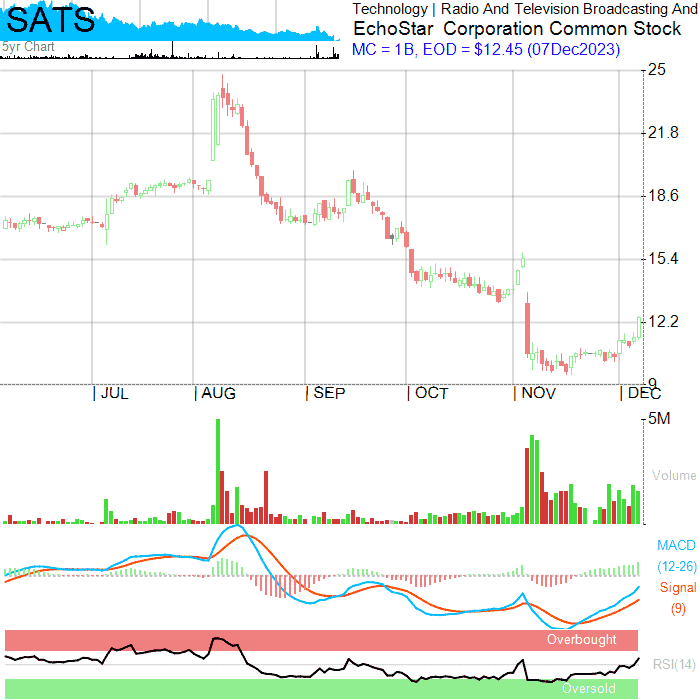 SATS
5yr Chart
Technology | Radio And Television Broadcasting And
EchoStar Corporation Common Stock
MC = 1B, EOD = $12.45 (07Dec2023)
25
21.8
18.6
15.4
12.2
9
| JUL
| AUG
| SEP
| OCT
| NOV
| DEC
5M
Volume
MACD
(12-26)
Signal
(9)
Overbought
RSI(14)
Oversold